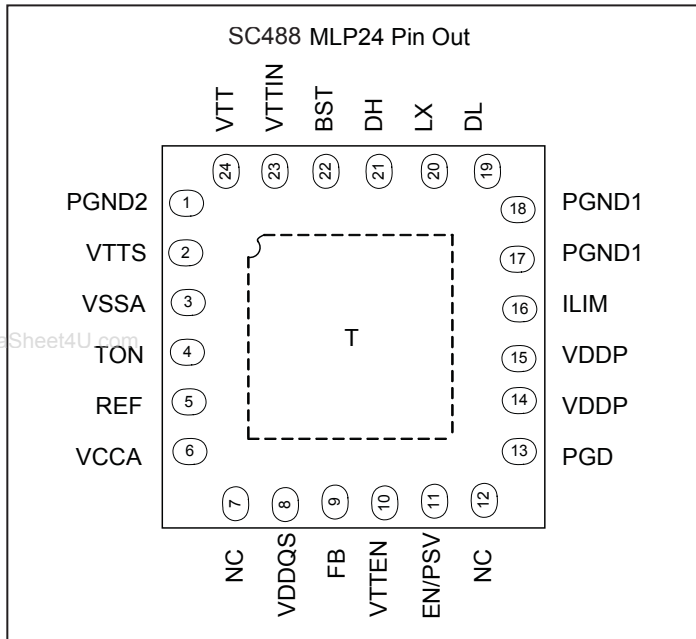 SC488 MLP24 Pin Out
VTT
VTTIN
BST
DH
LX
DL
24
23
22
21
20
19
PGND2
1
18
PGND1
VTTS
2
17
PGND1
VSSA
3
16
ILIM
aSheet4U.com
TON
4
T
15
VDDP
REF
5
14
VDDP
VCCA
6
13
PGD
7
8
9
10
11
12
NC
VDDQS
FB
VTTEN
EN/PSV
NC